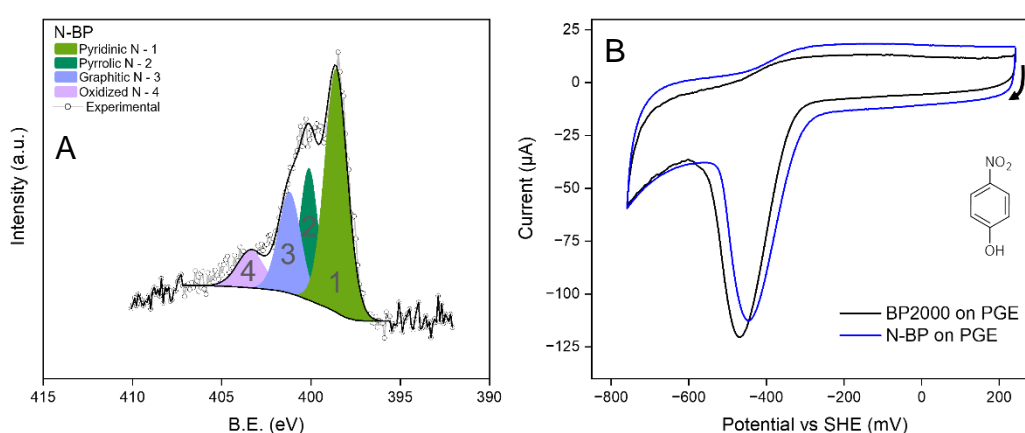 N-BP
Pyridinic N - 1
Pyrrolic N - 2
Graphitic N - 3
Oxidized N - 4
Experimental
A
1
2
3
4
Intensity (a.u.)
415
410
405
400
395
390
B.E. (eV)
B
25
0
−25
−50
−75
−100
−125
Current (µA)
NO2
OH
BP2000 on PGE
N-BP on PGE
−800
−600
−400
−200
0
200
Potential vs SHE (mV)